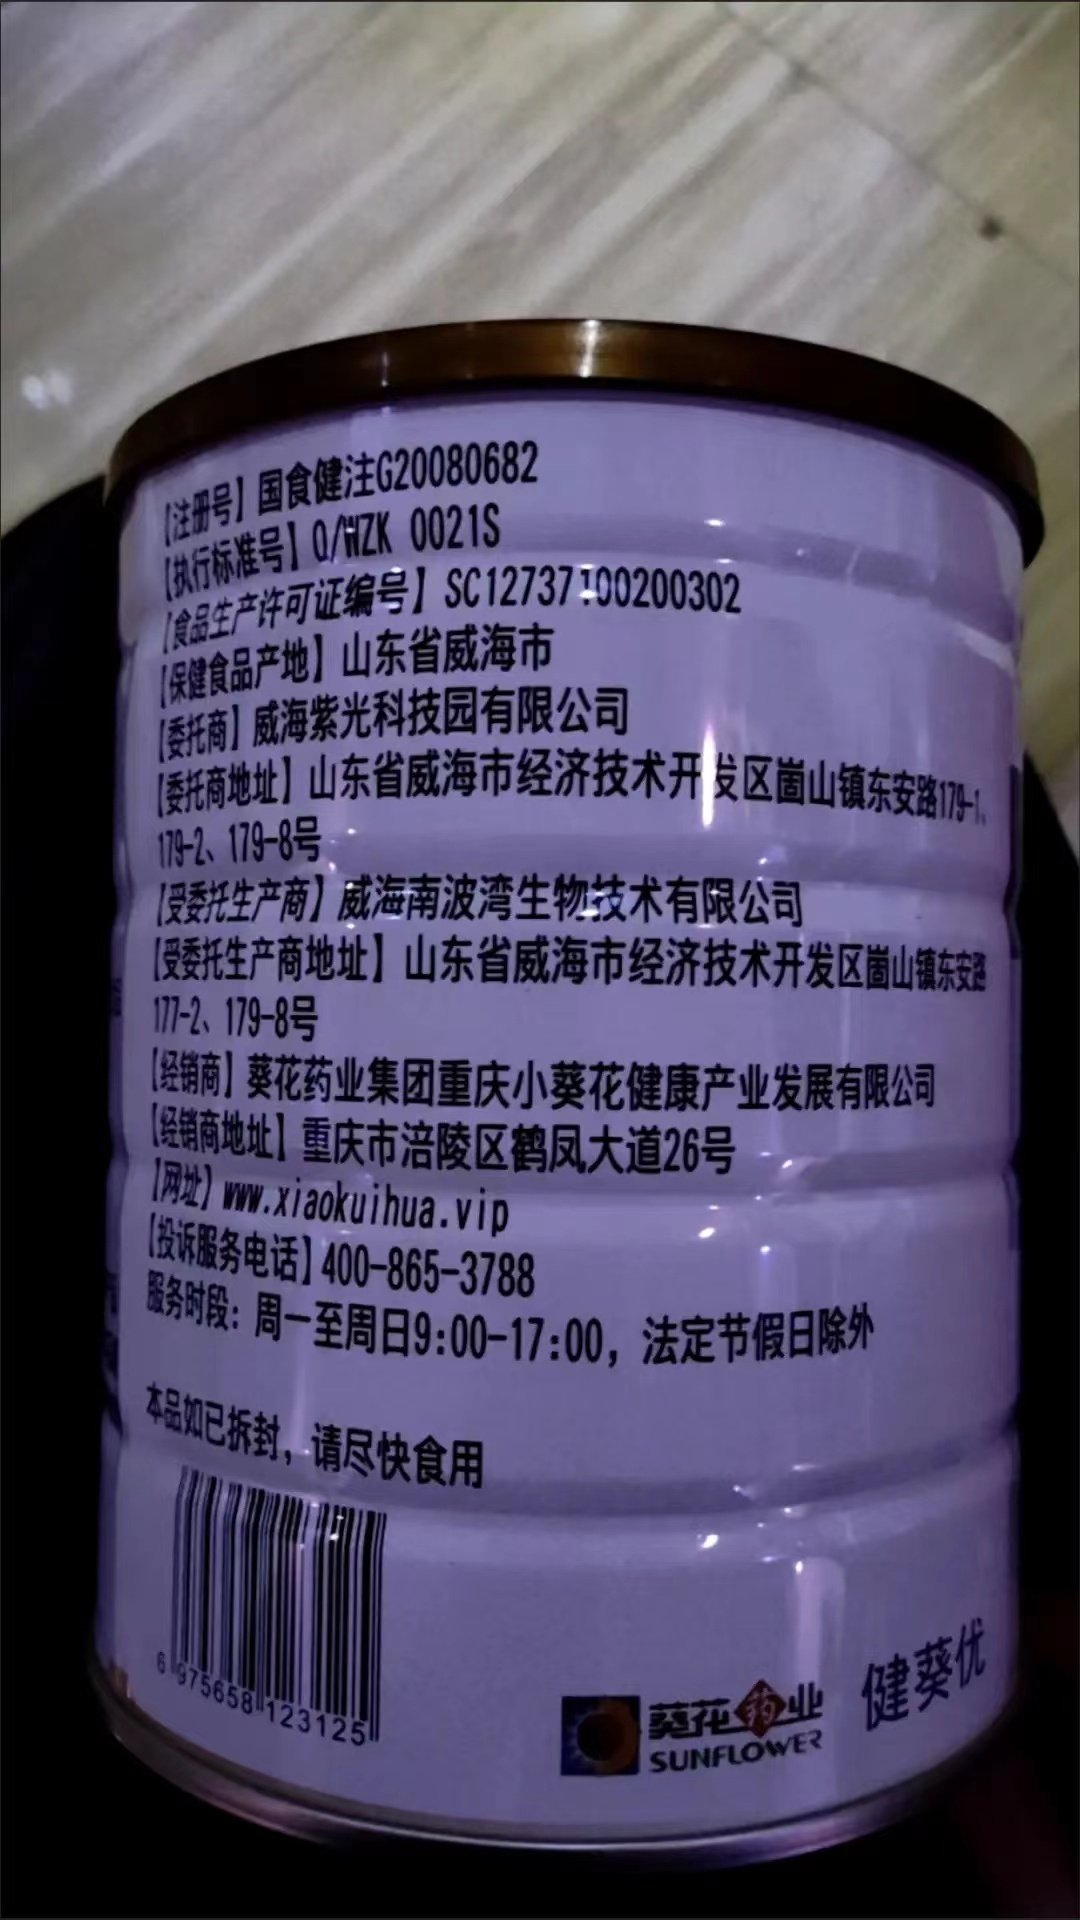 【注册号】国食健注G20080682
【执行标准号】Q/WZK 0021S
【食品生产许可证编号】SC12737100200302
【保健食品产地】山东省威海市
【委托商】威海紫光科技园有限公司
【委托商地址】山东省威海市经济技术开发区崮山镇东安路179-1、
179-2、179-8号
【受委托生产商】威海南波湾生物技术有限公司
【受委托生产商地址】山东省威海市经济技术开发区崮山镇东安路
177-2、179-8号
【经销商】葵花药业集团重庆小葵花健康产业发展有限公司
【经销商地址】重庆市涪陵区鹤凤大道26号
【网址】www.xiaokuihua.vip
【投诉服务电话】400-865-3788
服务时段：周一至周日9:00-17:00，法定节假日除外
本品如已拆封，请尽快食用
6 975658 123125
葵花药业
SUNFLOWER
健葵优